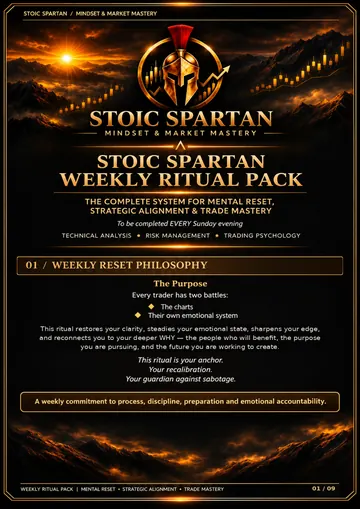 STOIC SPARTAN / MINDSET & MARKET MASTERY
STOIC SPARTAN
MINDSET & MARKET MASTERY
STOIC SPARTAN
WEEKLY RITUAL PACK
THE COMPLETE SYSTEM FOR MENTAL RESET,
STRATEGIC ALIGNMENT & TRADE MASTERY
To be completed EVERY Sunday evening
TECHNICAL ANALYSIS • RISK MANAGEMENT • TRADING PSYCHOLOGY
01 / WEEKLY RESET PHILOSOPHY
The Purpose
Every trader has two battles:
◆ The charts
◆ Their own emotional system
This ritual restores your clarity, steadies your emotional state, sharpens your edge,
and reconnects you to your deeper WHY — the people who will benefit, the purpose
you are pursuing, and the future you are working to create.
This ritual is your anchor.
Your recalibration.
Your guardian against sabotage.
A weekly commitment to process, discipline, preparation and emotional accountability.
WEEKLY RITUAL PACK | MENTAL RESET • STRATEGIC ALIGNMENT • TRADE MASTERY
01 / 09